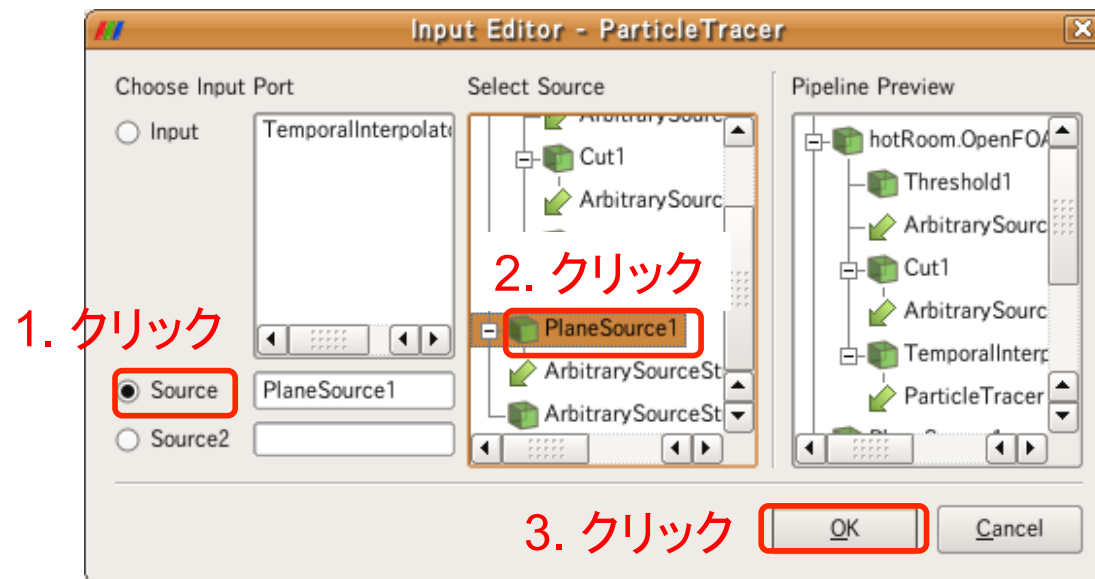 Input Editor - ParticleTracer
Choose Input Port
Select Source
Pipeline Preview
Input
TemporalInterpolat
ArbitrarySourc
Cut1
ArbitrarySourc
hotRoom.OpenFOA
Threshold1
ArbitrarySourc
Cut1
ArbitrarySourc
TemporalInterp
ParticleTracer
1. クリック
2. クリック
Source
PlaneSource1
PlaneSource1
ArbitrarySourceSt
ArbitrarySourceSt
Source2
3. クリック
OK
Cancel